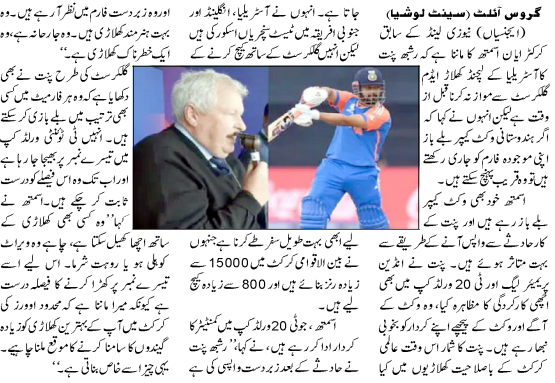 گروس آئلٹ (سینٹ لوشیا)
(ایجنسیاں) نیوزی لینڈ کے سابق
کرکٹر ایان اسمتھ کا ماننا ہے کہ رشبھ پنت
کا آسٹریلیا کے لیجنڈ کھلاڑ ایڈم
گلکرسٹ سے موازنہ کرنا قبل از
وقت ہے لیکن انہوں نے کہا کہ
اگر ہندوستانی وکٹ کیپر بلے باز
اپنی موجودہ فارم کو جاری رکھتے
ہیں تو وہ قریب پہنچ سکتے ہیں۔
اسمتھ خود بھی وکٹ کیپر
بلے باز رہے ہیں اور پنت کے
کار حادثے سے واپس آنے کے طریقے سے
بہت متاثر ہوئے ہیں۔ پنت نے انڈین
پریمیئر لیگ اور ٹی 20 ورلڈ کپ میں بھی
اچھی کارکردگی کا مظاہرہ کیا، وہ وکٹ کے
آگے اور وکٹ کے پیچھے اپنے کردار کو بخوبی
نبھا رہے ہیں۔ پنت کا شمار اس وقت عالمی
کرکٹ کے باصلاحیت کھلاڑیوں میں کیا
جاتا ہے۔ انہوں نے آسٹریلیا، انگلینڈ اور
جنوبی افریقہ میں ٹیسٹ سنچریاں اسکور کی ہیں
لیکن انہیں گلکرسٹ کے ساتھ میچ کرنے کے
لیے ابھی بہت طویل سفر طے کرنا ہے جنہوں
نے بین الاقوامی کرکٹ میں 15000 سے
زیادہ رنز بنائے ہیں اور 800 سے زیادہ کیچ
لیے ہیں۔
اسمتھ، جو ٹی 20 ورلڈ کپ میں کمنٹیٹر کا
کردار ادا کر رہے ہیں، نے کہا، ”رشبھ پنت
نے حادثے کے بعد زبردست واپسی کی ہے
اور وہ زبردست فارم میں نظر آ رہے ہیں۔ وہ
بہت ہنر مند کھلاڑی ہیں۔ وہ جارحانہ ہے، وہ
ایک خطرناک کھلاڑی ہے۔“
گلکرسٹ کی طرح پنت نے بھی
دکھایا ہے کہ وہ ہر فارمیٹ میں کسی
بھی ترتیب میں بلے بازی کر سکتے
ہیں۔ انہیں ٹی ٹوئنٹی ورلڈ کپ
میں تیسرے نمبر پر بھیجا جا رہا ہے
اور اب تک وہ اس فیصلے کو درست
ثابت کر چکے ہیں۔ اسمتھ نے
کہا ”وہ کسی بھی کھلاڑی کے
ساتھ اچھا کھیل سکتا ہے، چاہے وہ ویراٹ
کوہلی ہو یا روہت شرما۔ اس لیے اسے
تیسرے نمبر پر کھڑا کرنے کا فیصلہ درست
ہے کیونکہ میرا ماننا ہے کہ محدود اوورز کی
کرکٹ میں آپ کے بہترین کھلاڑی کو زیادہ
گیندوں کا سامنا کرنے کا موقع ملنا چاہیے۔
یہی چیز اسے خاص بناتی ہے۔“